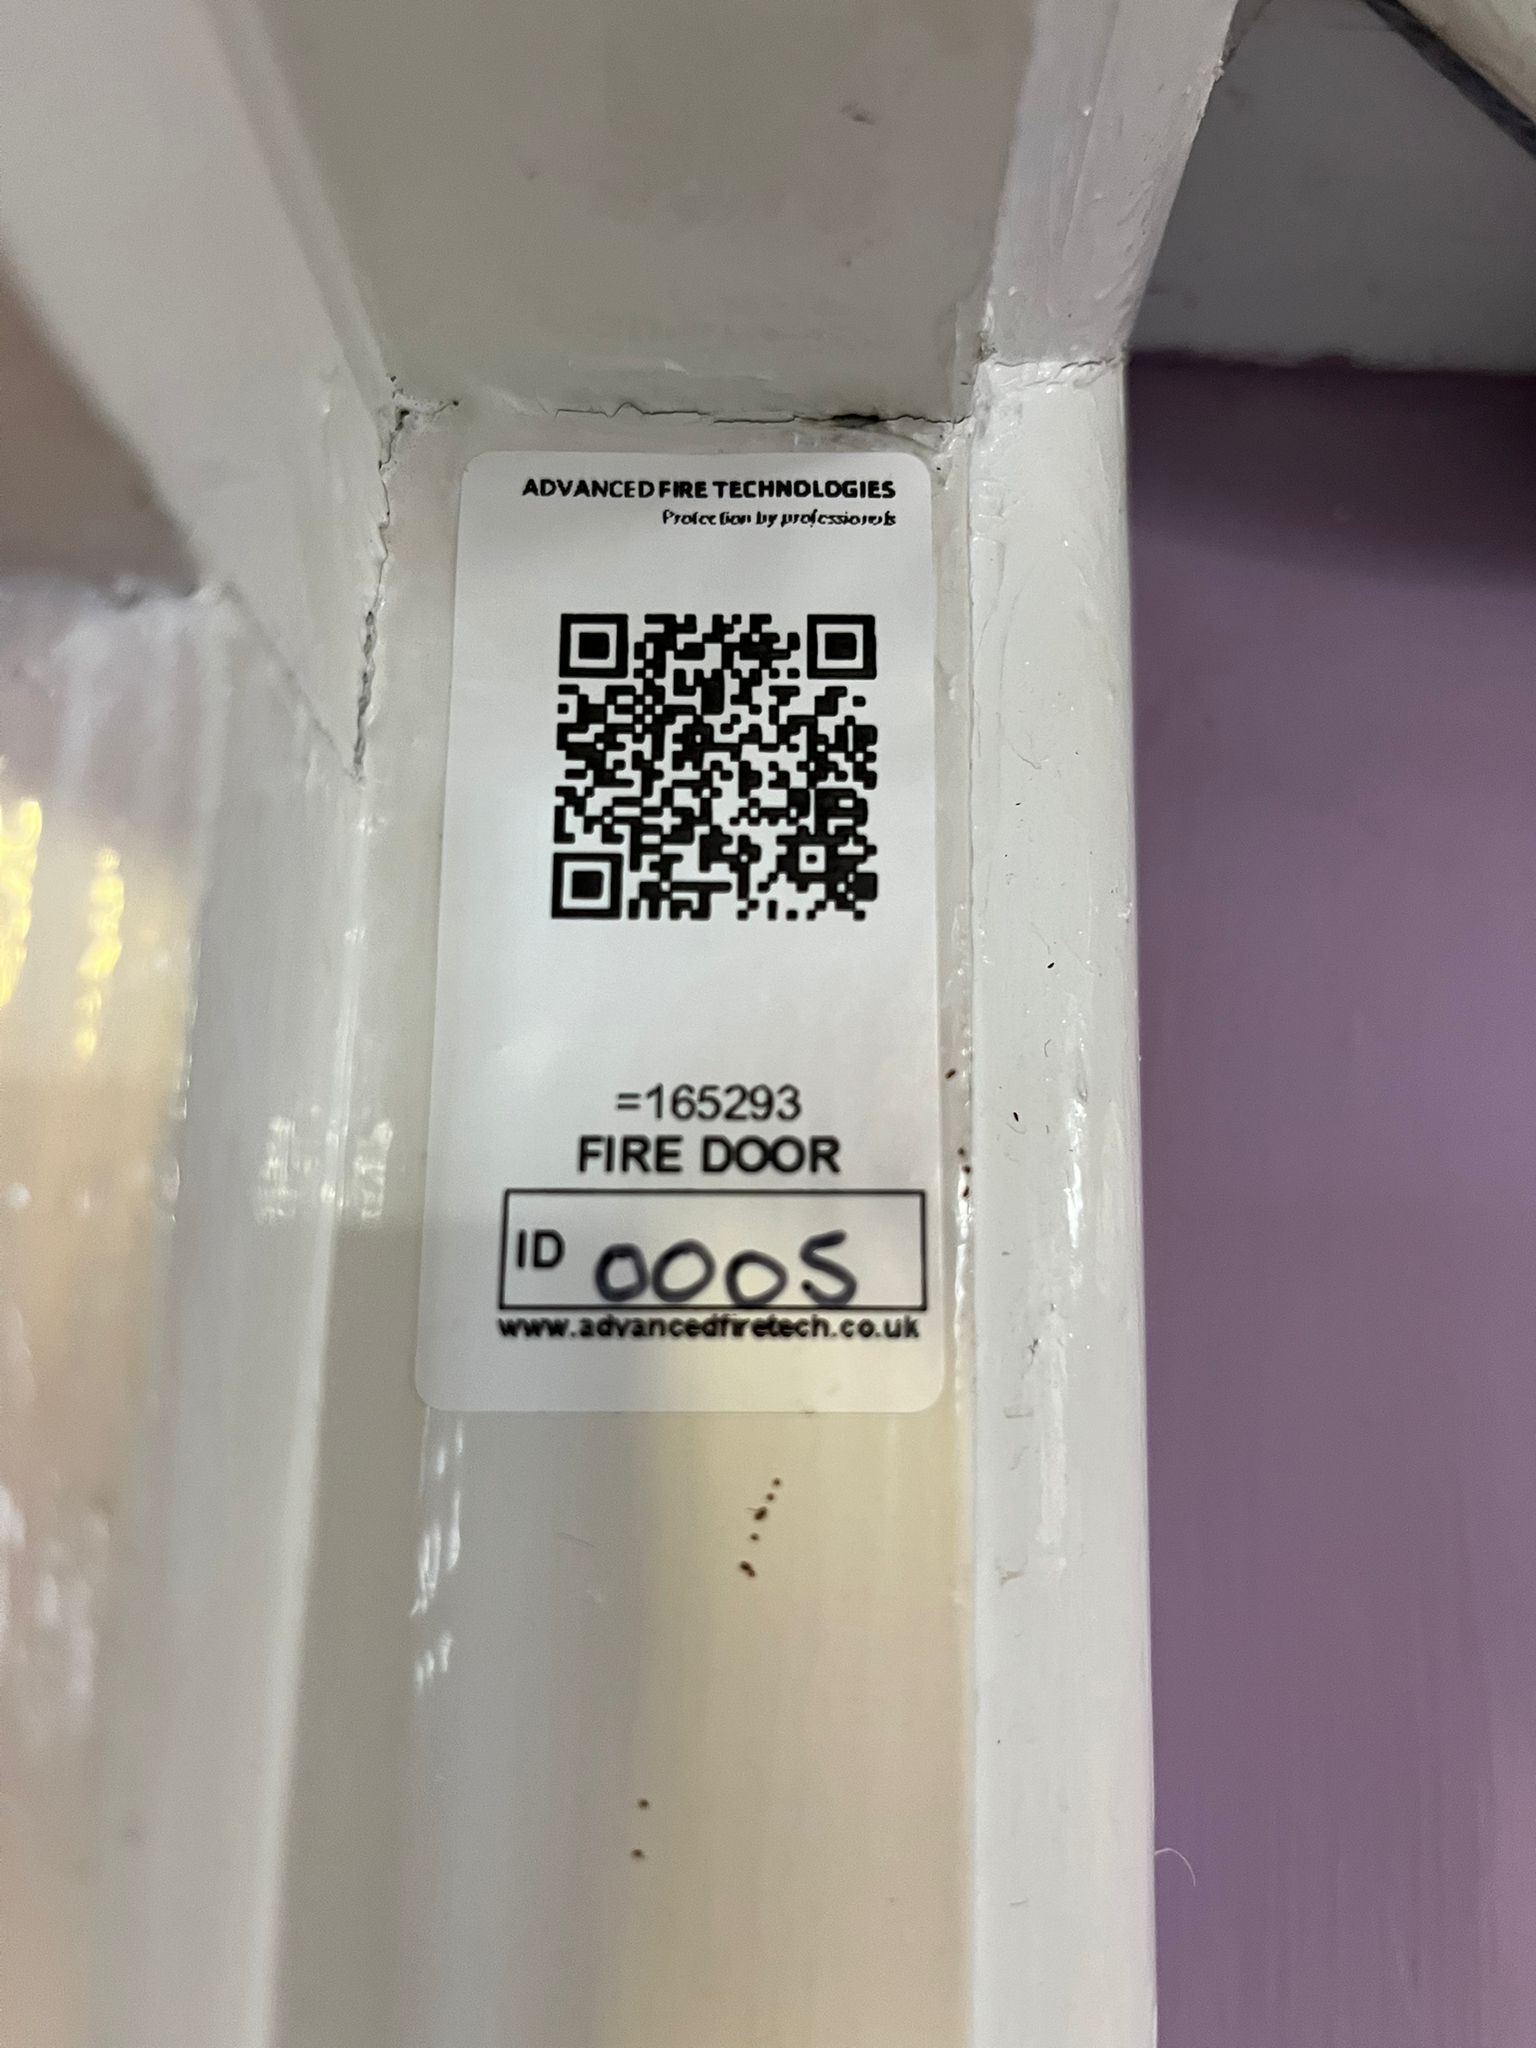 ADVANCED FIRE TECHNOLOGIES
Protection by professionals
=165293
FIRE DOOR
ID 0005
www.advancedfiretech.co.uk